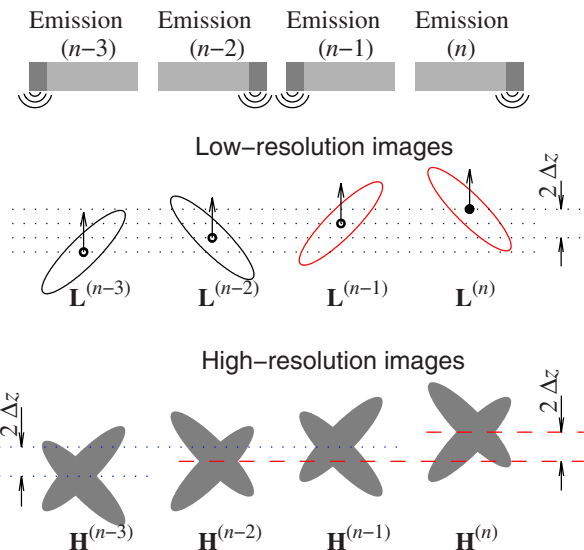 Emission Emission Emission Emission
(n−3) (n−2) (n−1) (n)
Low−resolution images
2 Δz
L(n−3) L(n−2) L(n−1) L(n)
High−resolution images
2 Δz 2 Δz
H(n−3) H(n−2) H(n−1) H(n)